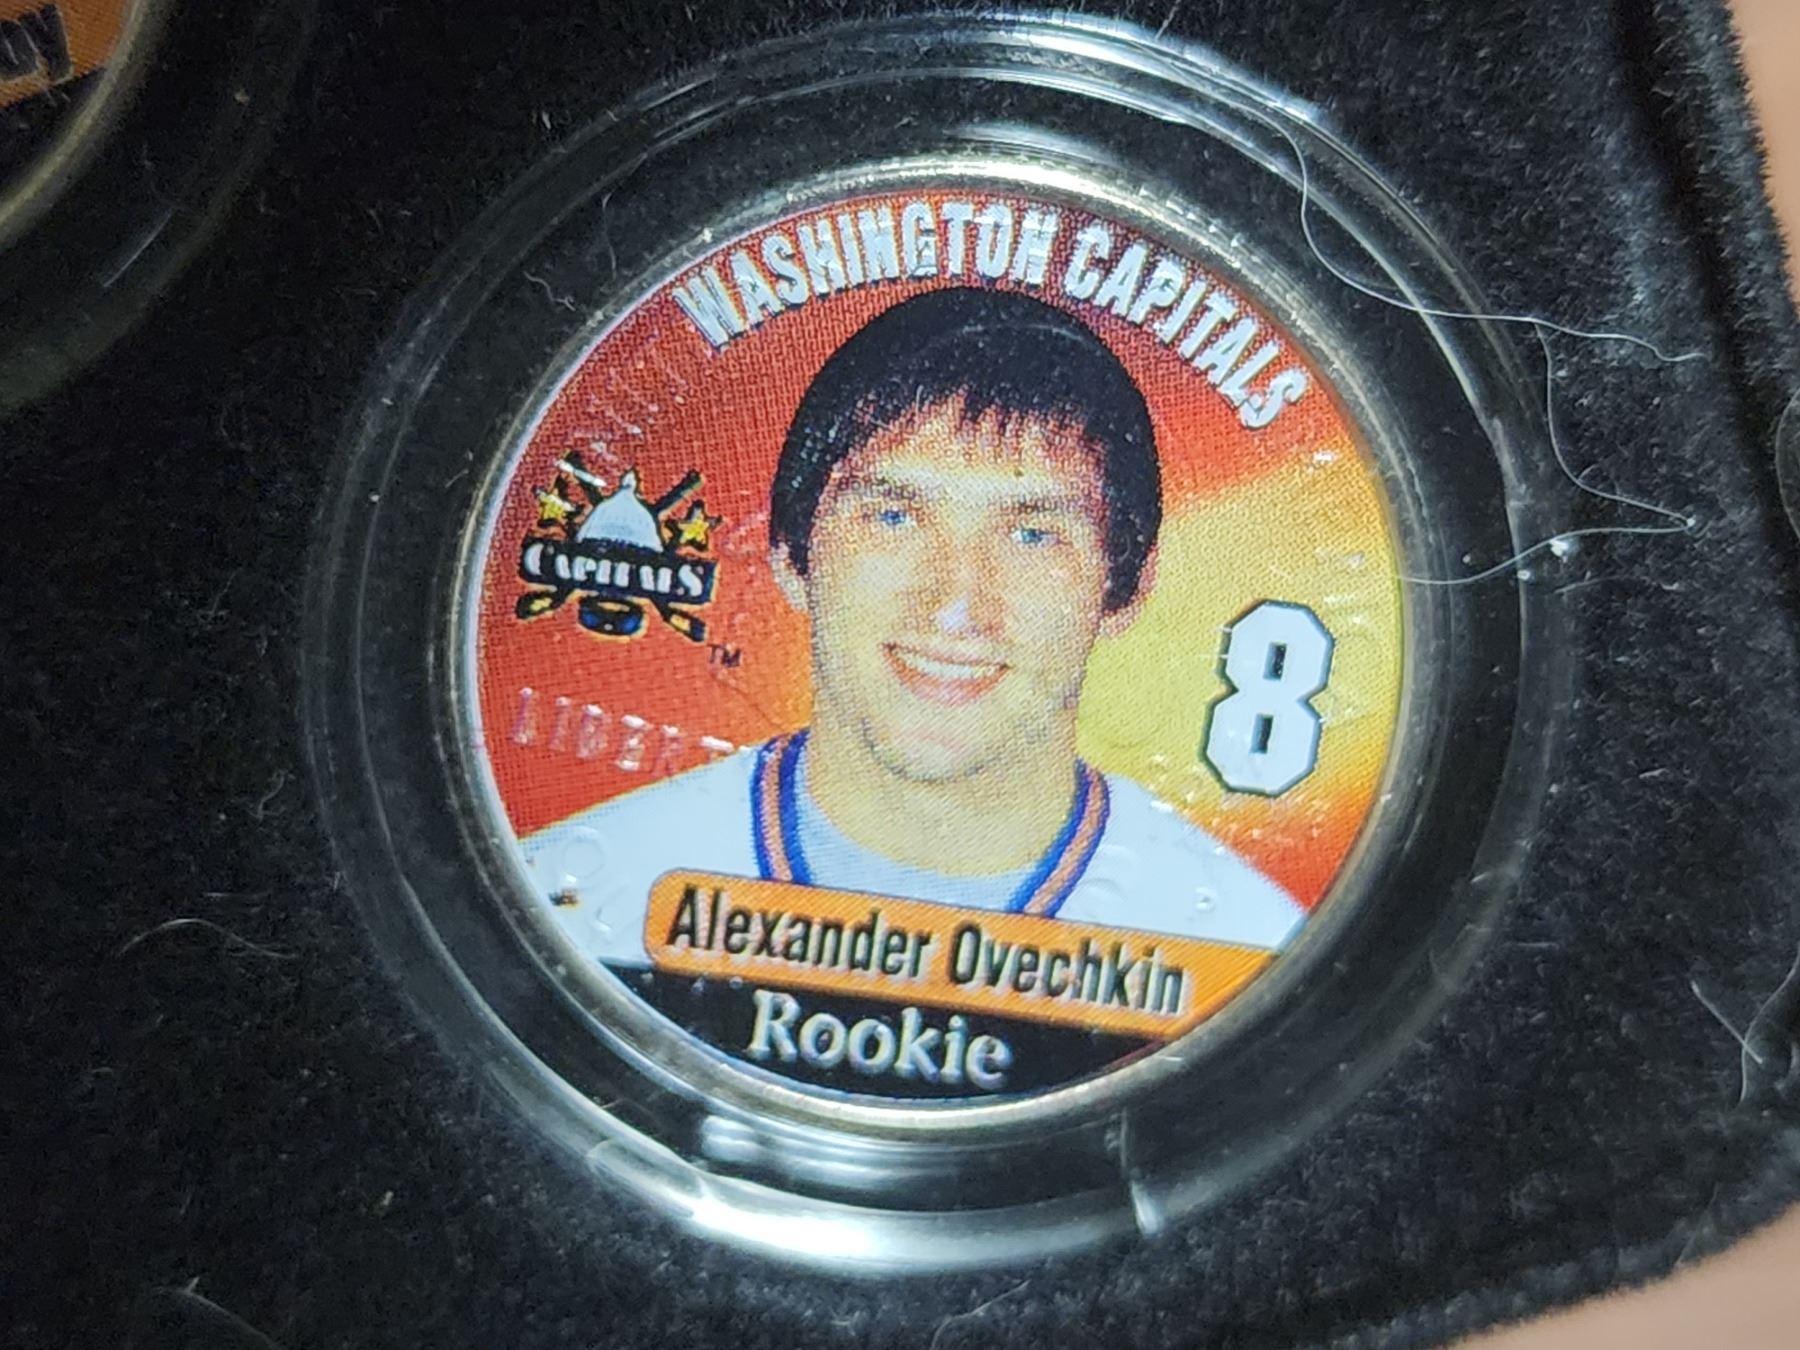 WASHINGTON CAPITALS
CAPITALS
TM
8
LIBERT
Alexander Ovechkin
Rookie